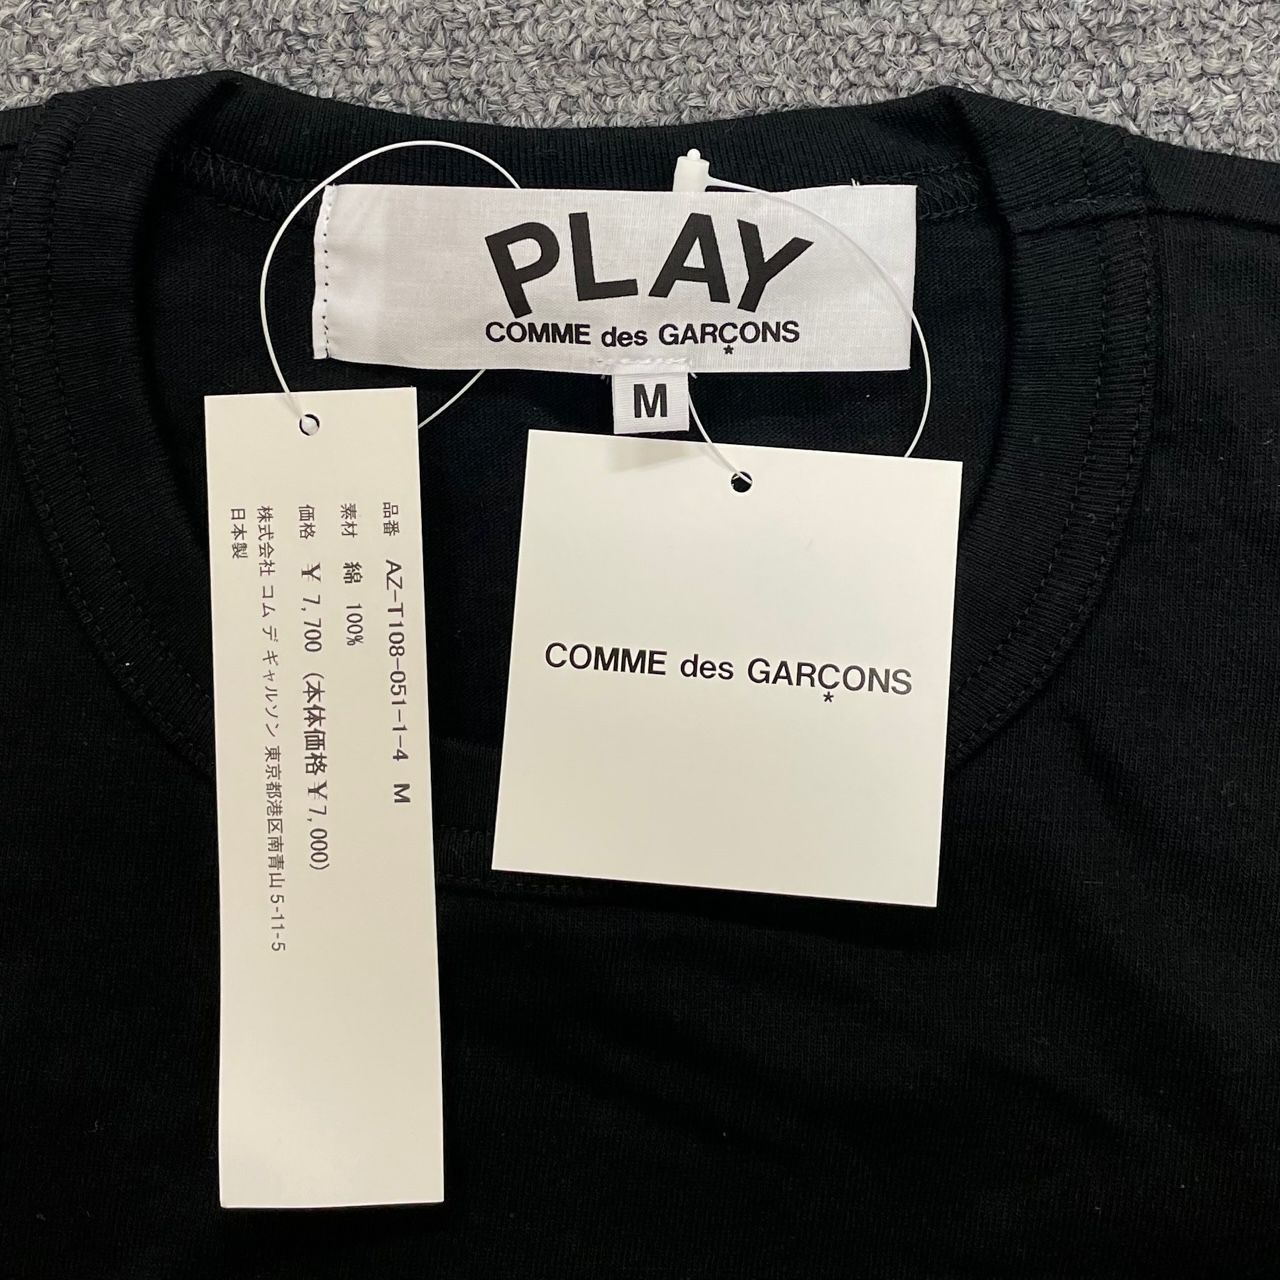 PLAY
COMME des GARÇONS
*
M
品番 AZ-T108-051-1-4 M
素材 綿 100%
価格 ¥ 7,700 (本体価格¥7,000)
株式会社 コム デ ギャルソン 東京都港区南青山5-11-5
日本製
COMME des GARÇONS
*